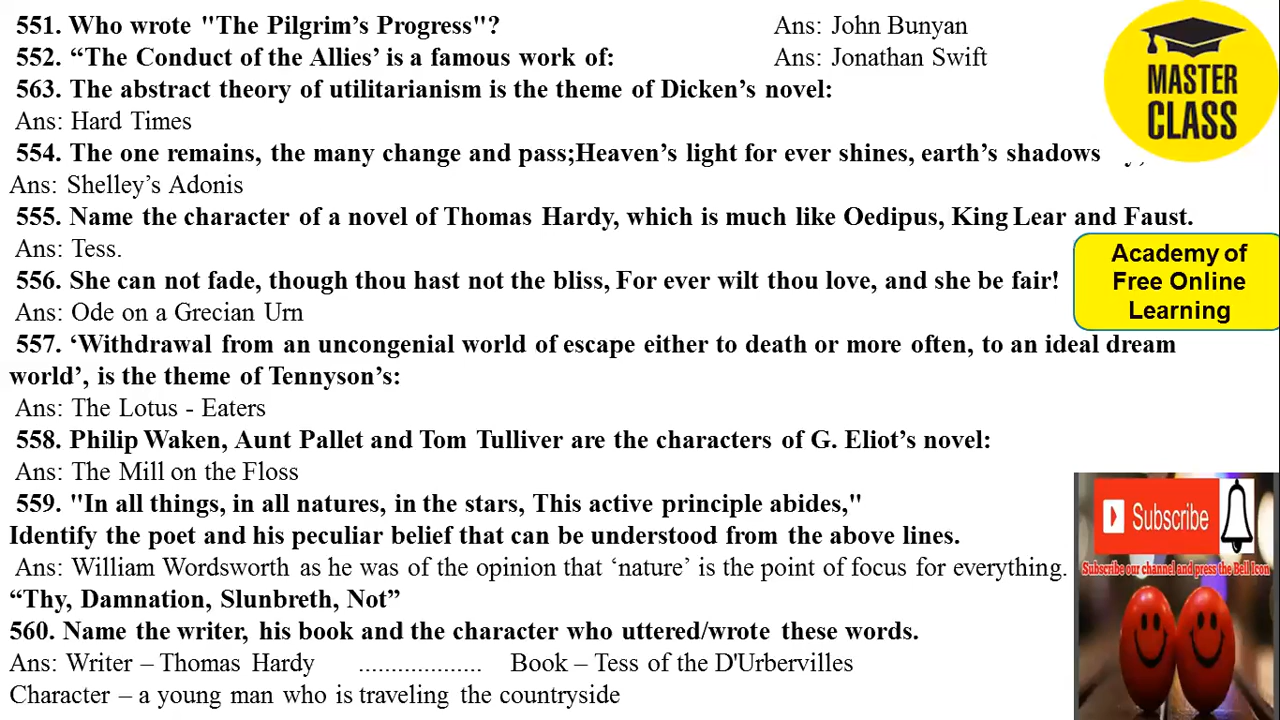 551. Who wrote "The Pilgrim’s Progress"? Ans: John Bunyan
552. “The Conduct of the Allies’ is a famous work of: Ans: Jonathan Swift
563. The abstract theory of utilitarianism is the theme of Dicken’s novel:
Ans: Hard Times
554. The one remains, the many change and pass;Heaven’s light for ever shines, earth’s shadows
Ans: Shelley’s Adonis
555. Name the character of a novel of Thomas Hardy, which is much like Oedipus, King Lear and Faust.
Ans: Tess.
556. She can not fade, though thou hast not the bliss, For ever wilt thou love, and she be fair!
Ans: Ode on a Grecian Urn
557. ‘Withdrawal from an uncongenial world of escape either to death or more often, to an ideal dream
world’, is the theme of Tennyson’s:
Ans: The Lotus - Eaters
558. Philip Waken, Aunt Pallet and Tom Tulliver are the characters of G. Eliot’s novel:
Ans: The Mill on the Floss
559. "In all things, in all natures, in the stars, This active principle abides,"
Identify the poet and his peculiar belief that can be understood from the above lines.
Ans: William Wordsworth as he was of the opinion that ‘nature’ is the point of focus for everything.
“Thy, Damnation, Slunbreth, Not”
560. Name the writer, his book and the character who uttered/wrote these words.
Ans: Writer – Thomas Hardy ................... Book – Tess of the D'Urbervilles
Character – a young man who is traveling the countryside
MASTER
CLASS
Academy of
Free Online
Learning
Subscribe
Subscribe our channel and press the Bell Icon